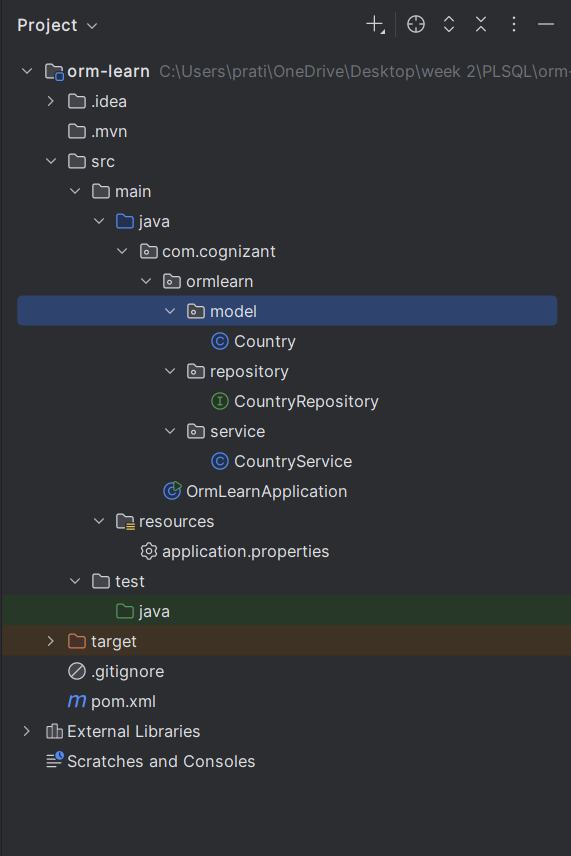 Project
orm-learn C:\Users\prati\OneDrive\Desktop\week 2\PLSQL\orm-
.idea
.mvn
src
main
java
com.cognizant
ormlearn
model
Country
repository
CountryRepository
service
CountryService
OrmLearnApplication
resources
application.properties
test
java
target
.gitignore
pom.xml
External Libraries
Scratches and Consoles